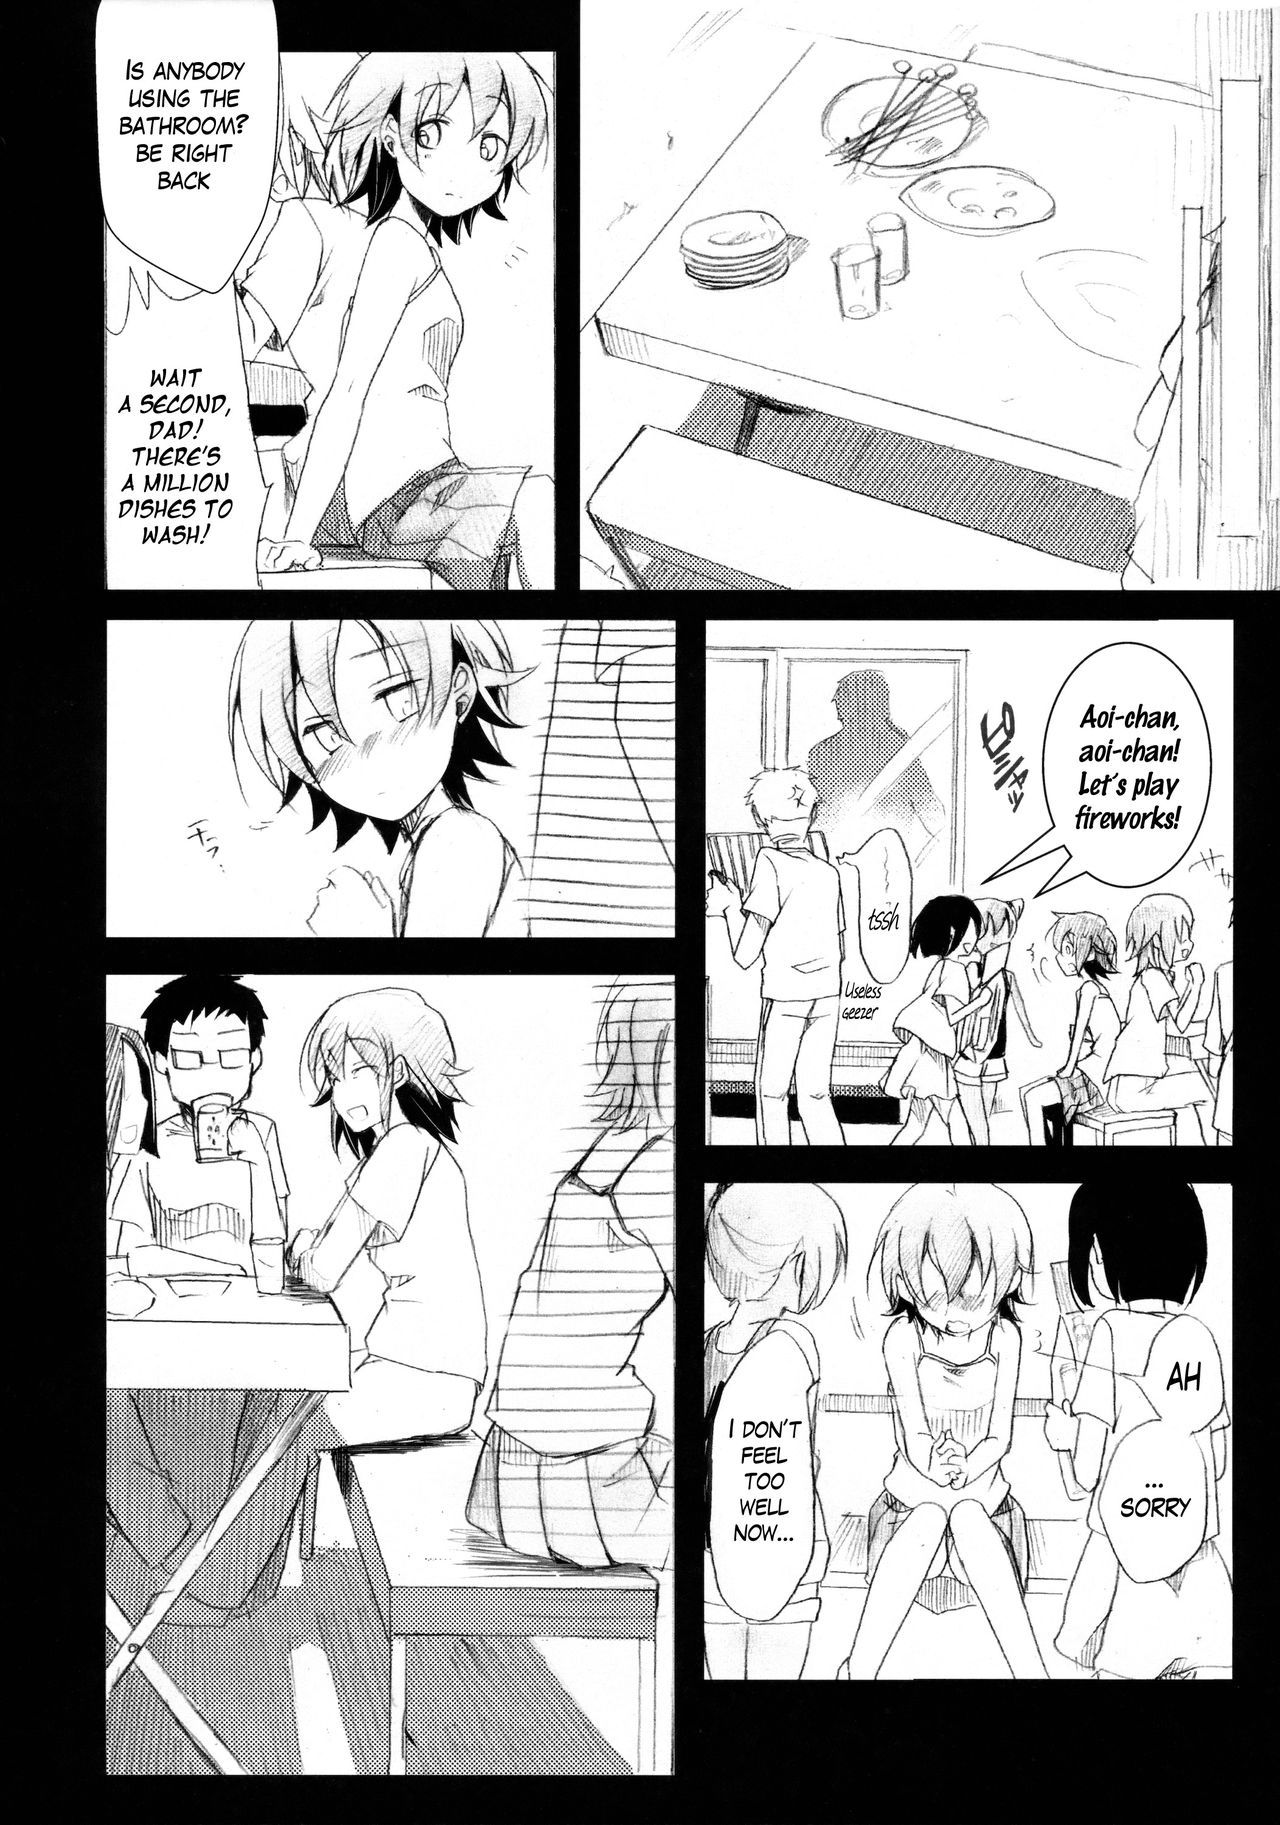 IS ANYBODY
USING THE
BATHROOM?
BE RIGHT
BACK
WAIT
A SECOND,
DAD!
THERE'S
A MILLION
DISHES TO
WASH!
Aoi-chan,
aoi-chan!
Let's play
fireworks!
tssh
Useless
geezer
AH
...
SORRY
I DON'T
FEEL
TOO
WELL
NOW...